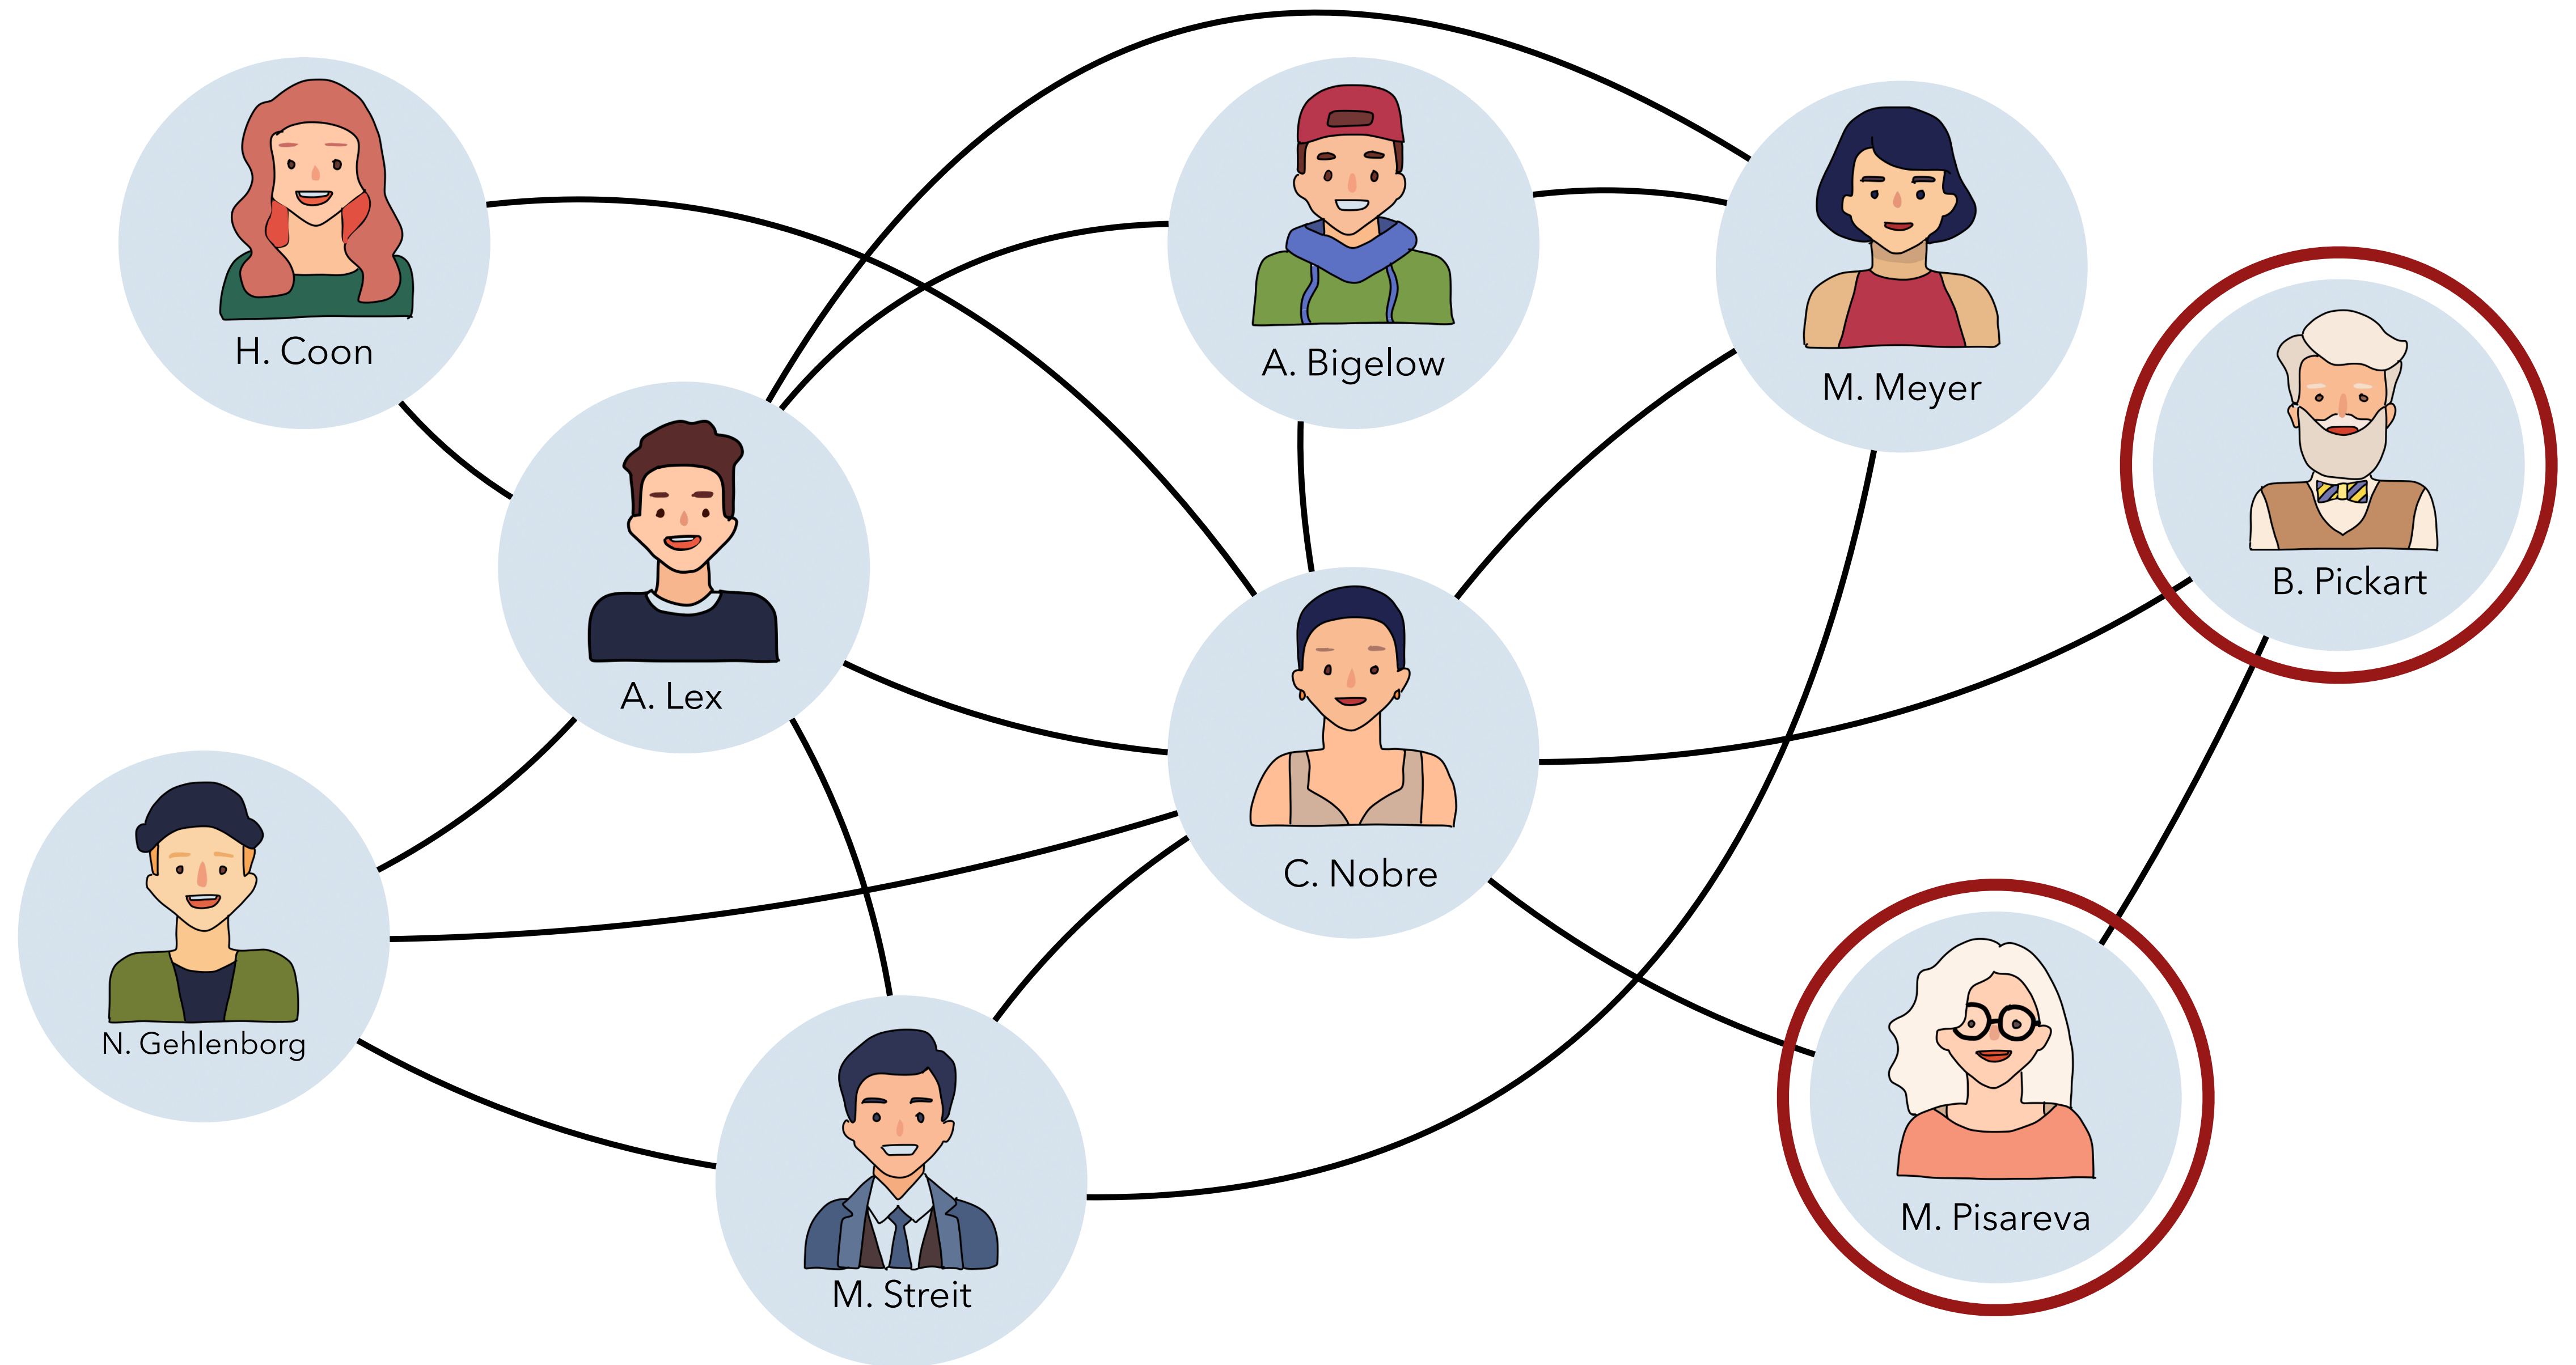 H. Coon
A. Bigelow
M. Meyer
B. Pickart
A. Lex
C. Nobre
N. Gehlenborg
M. Pisareva
M. Streit